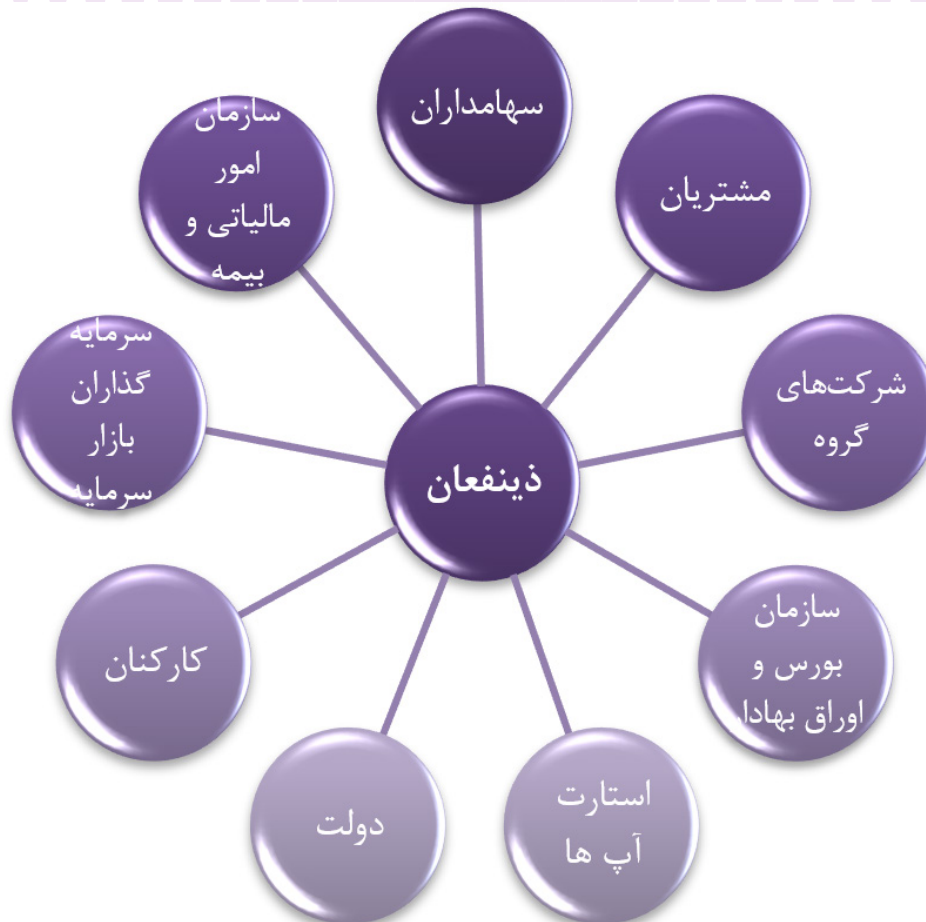 سهامداران
مشتریان
شرکت‌های
گروه
سازمان
بورس و
اوراق بهادار
استارت
آپ ها
دولت
کارکنان
سرمایه
گذاران
بازار
سرمایه
سازمان
امور
مالیاتی و
بیمه
ذینفعان